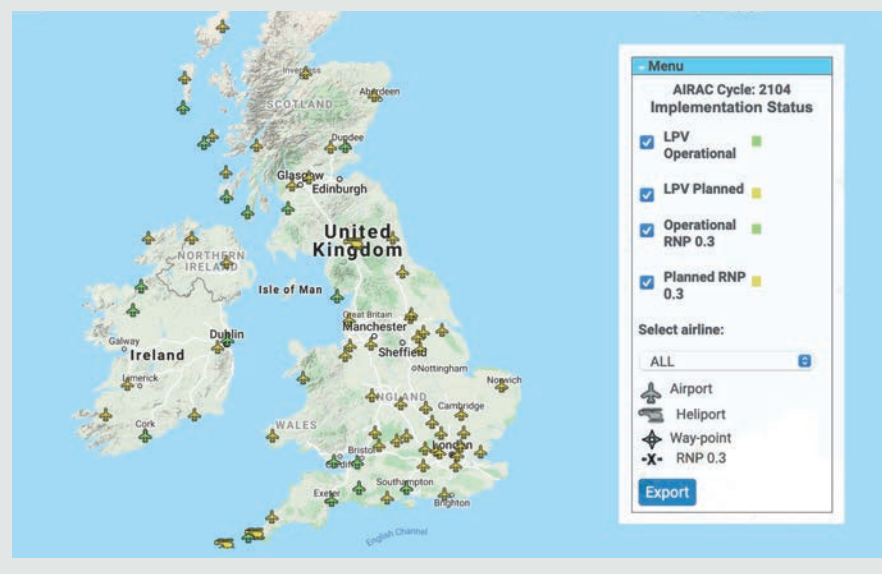 Inverness
Aberdeen
SCOTLAND
Dundee
Glasgow
Edinburgh
United
Kingdom
NORTHERN
IRELAND
Isle of Man
Great Britain
Manchester
Dublin
Galway
Ireland
Sheffield
Nottingham
Limerick
Norwich
ENGLAND
Cambridge
Cork
WALES
London
Bristol
Cardiff
Southampton
Exeter
Brighton
English Channel
- Menu
AIRAC Cycle: 2104
Implementation Status
LPV
Operational
LPV Planned
Operational
RNP 0.3
Planned RNP
0.3
Select airline:
ALL
Airport
Heliport
Way-point
-X- RNP 0.3
Export